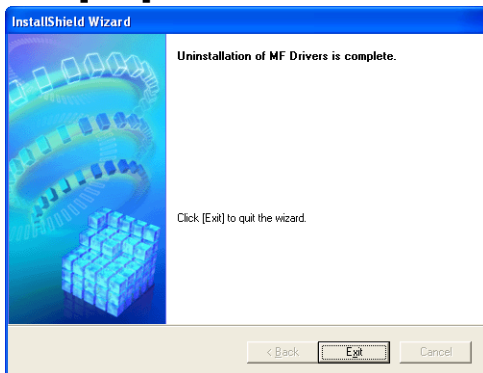 InstallShield Wizard
Uninstallation of MF Drivers is complete.
Click [Exit] to quit the wizard.
< Back
Exit
Cancel